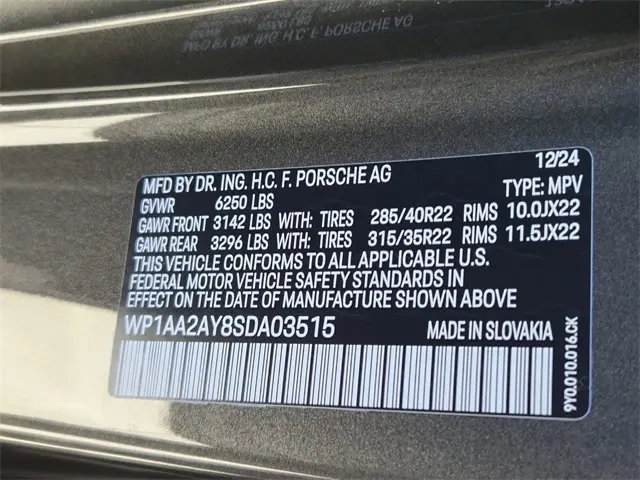 12/24
MFD BY DR. ING. H.C. F. PORSCHE AG
GVWR 6250 LBS TYPE: MPV
GAWR FRONT 3142 LBS WITH: TIRES 285/40R22 RIMS 10.0JX22
GAWR REAR 3296 LBS WITH: TIRES 315/35R22 RIMS 11.5JX22
THIS VEHICLE CONFORMS TO ALL APPLICABLE U.S.
FEDERAL MOTOR VEHICLE SAFETY STANDARDS IN
EFFECT ON THE DATE OF MANUFACTURE SHOWN ABOVE.
WP1AA2AY8SDA03515 MADE IN SLOVAKIA
9Y0.010.016.CK